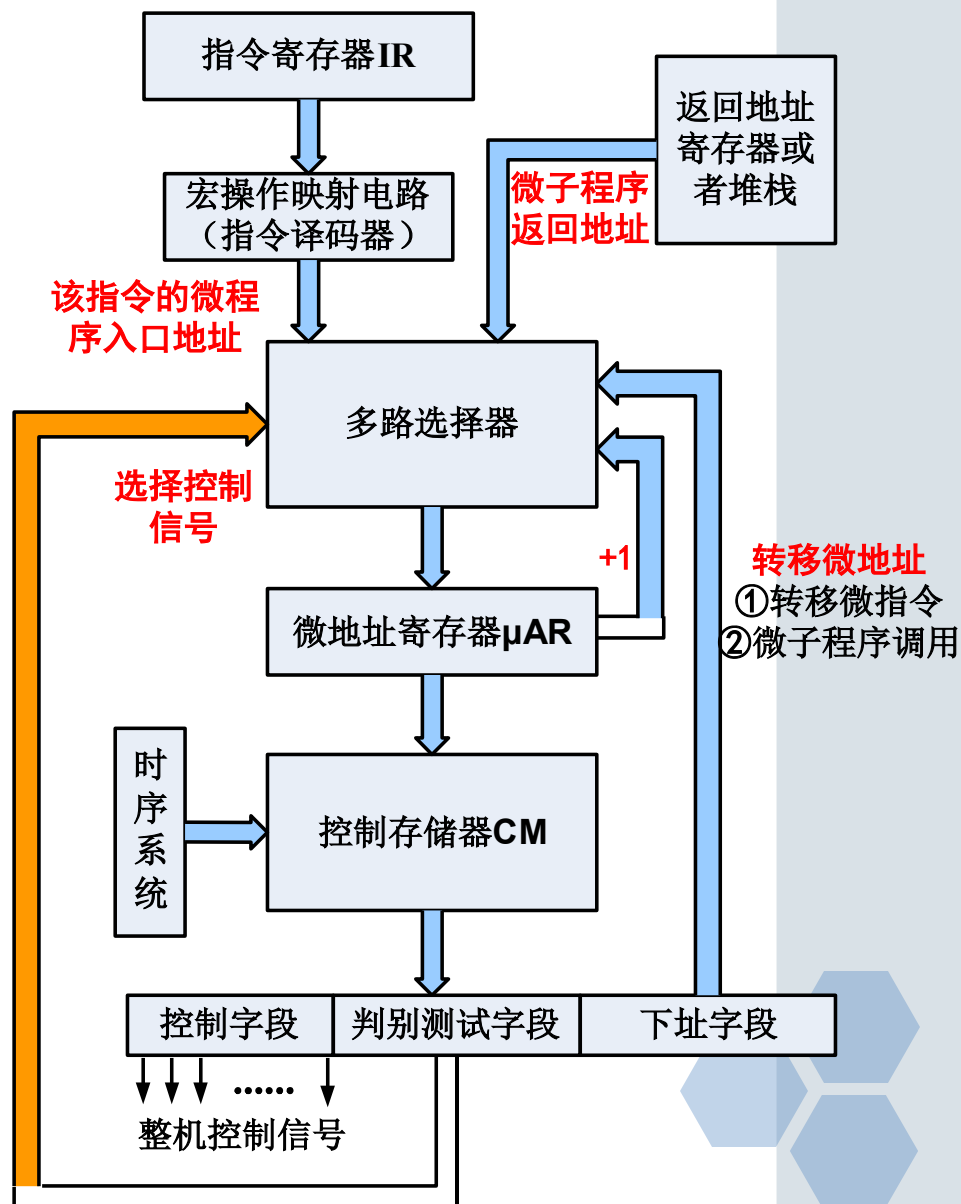 指令寄存器IR
返回地址
寄存器或
者堆栈
宏操作映射电路
（指令译码器）
微子程序
返回地址
该指令的微程
序入口地址
多路选择器
选择控制
信号
+1
转移微地址
①转移微指令
②微子程序调用
微地址寄存器μAR
时
序
系
统
控制存储器CM
控制字段
判别测试字段
下址字段
......
整机控制信号